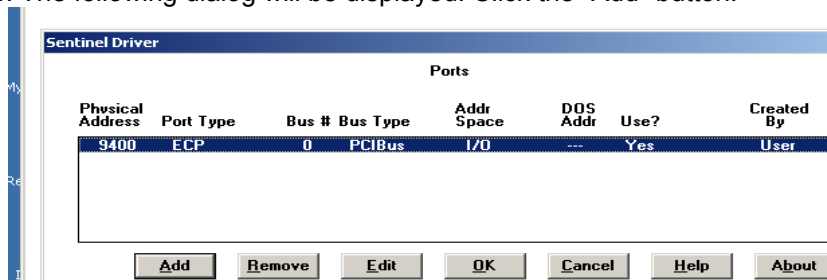 The following dialog will be displayed. Click the "Add" button.
Sentinel Driver
Ports
Physical Address Port Type Bus # Bus Type Addr Space DOS Addr Use? Created By
9400 ECP 0 PCIBus I/O --- Yes User
Add Remove Edit OK Cancel Help About